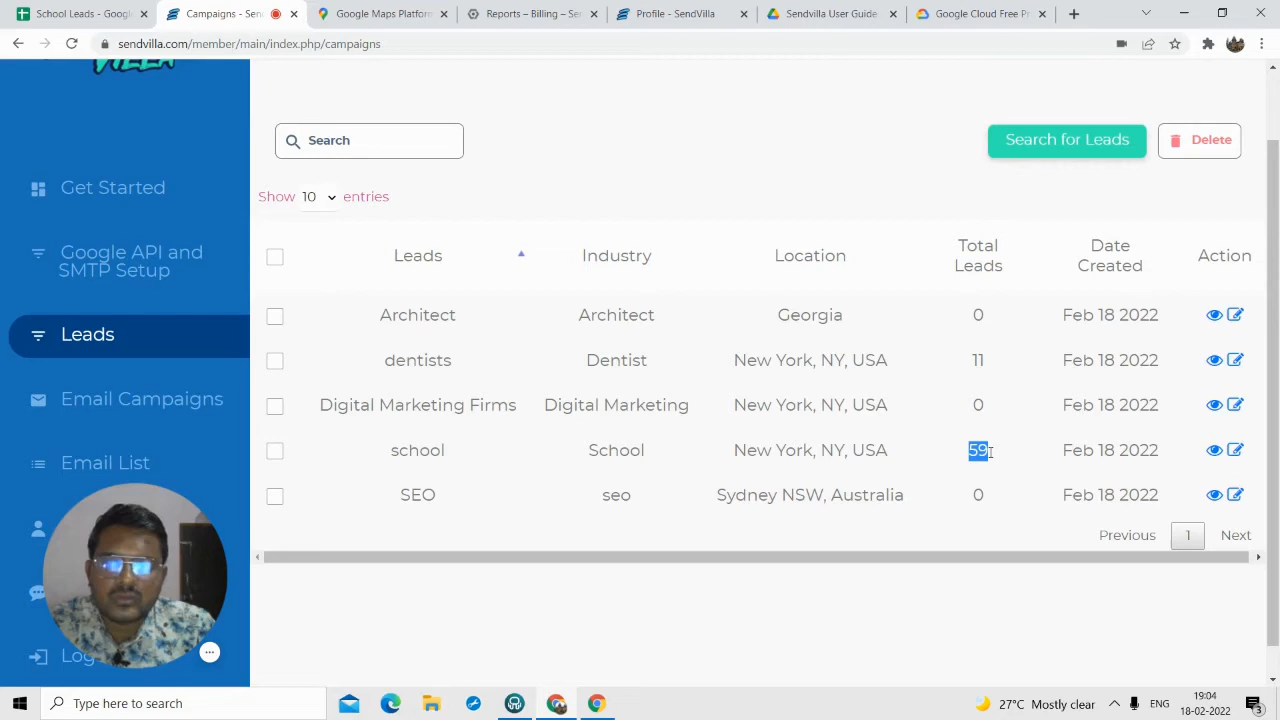 School Leads - Google
Campaigns - Sen
Google Maps Platform
Reports – Billing – Se
Profile - SendVilla
Sendvilla User Guide
Google Cloud Free P
sendvilla.com/member/main/index.php/campaigns
VILLA
Search
Search for Leads
Delete
Show 10 entries
Get Started
Google API and
SMTP Setup
Leads
Email Campaigns
Email List
Log
Leads Industry Location Total Leads Date Created Action
Architect Architect Georgia 0 Feb 18 2022
dentists Dentist New York, NY, USA 11 Feb 18 2022
Digital Marketing Firms Digital Marketing New York, NY, USA 0 Feb 18 2022
school School New York, NY, USA 59 Feb 18 2022
SEO seo Sydney NSW, Australia 0 Feb 18 2022
Previous 1 Next
Type here to search
27°C Mostly clear
ENG
19:04
18-02-2022
3